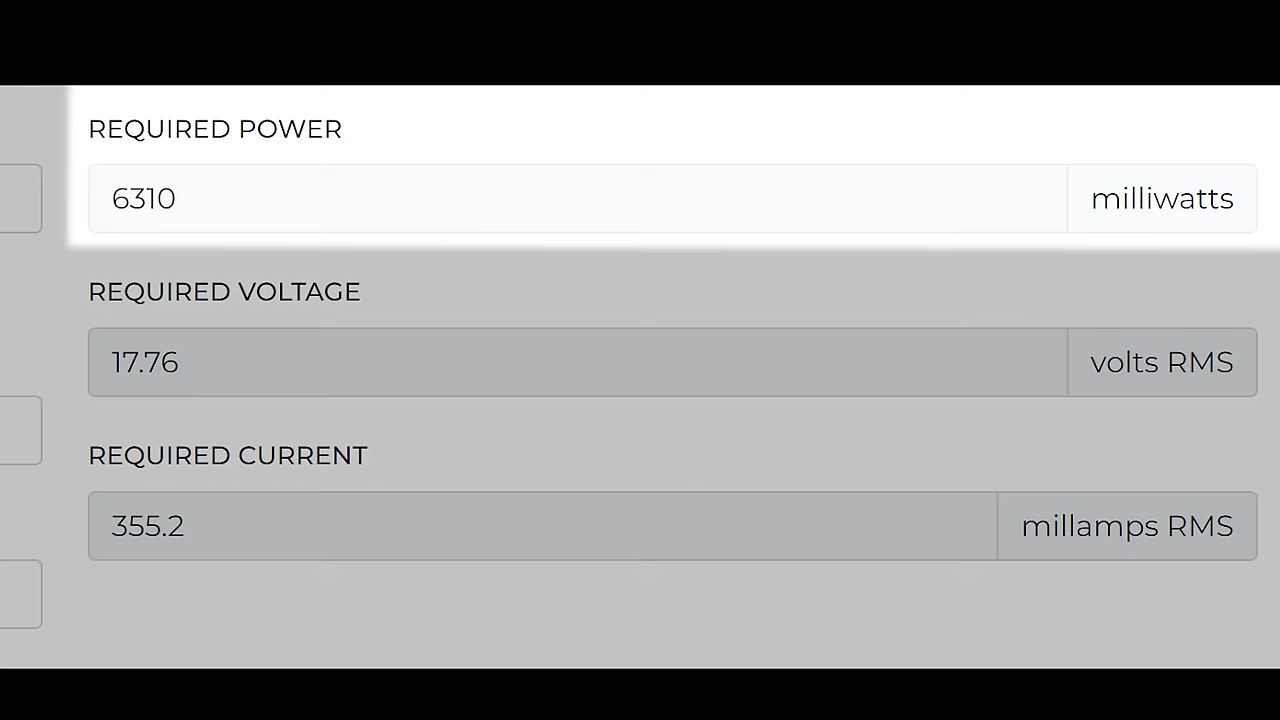 REQUIRED POWER
6310 milliwatts
REQUIRED VOLTAGE
17.76 volts RMS
REQUIRED CURRENT
355.2 millamps RMS